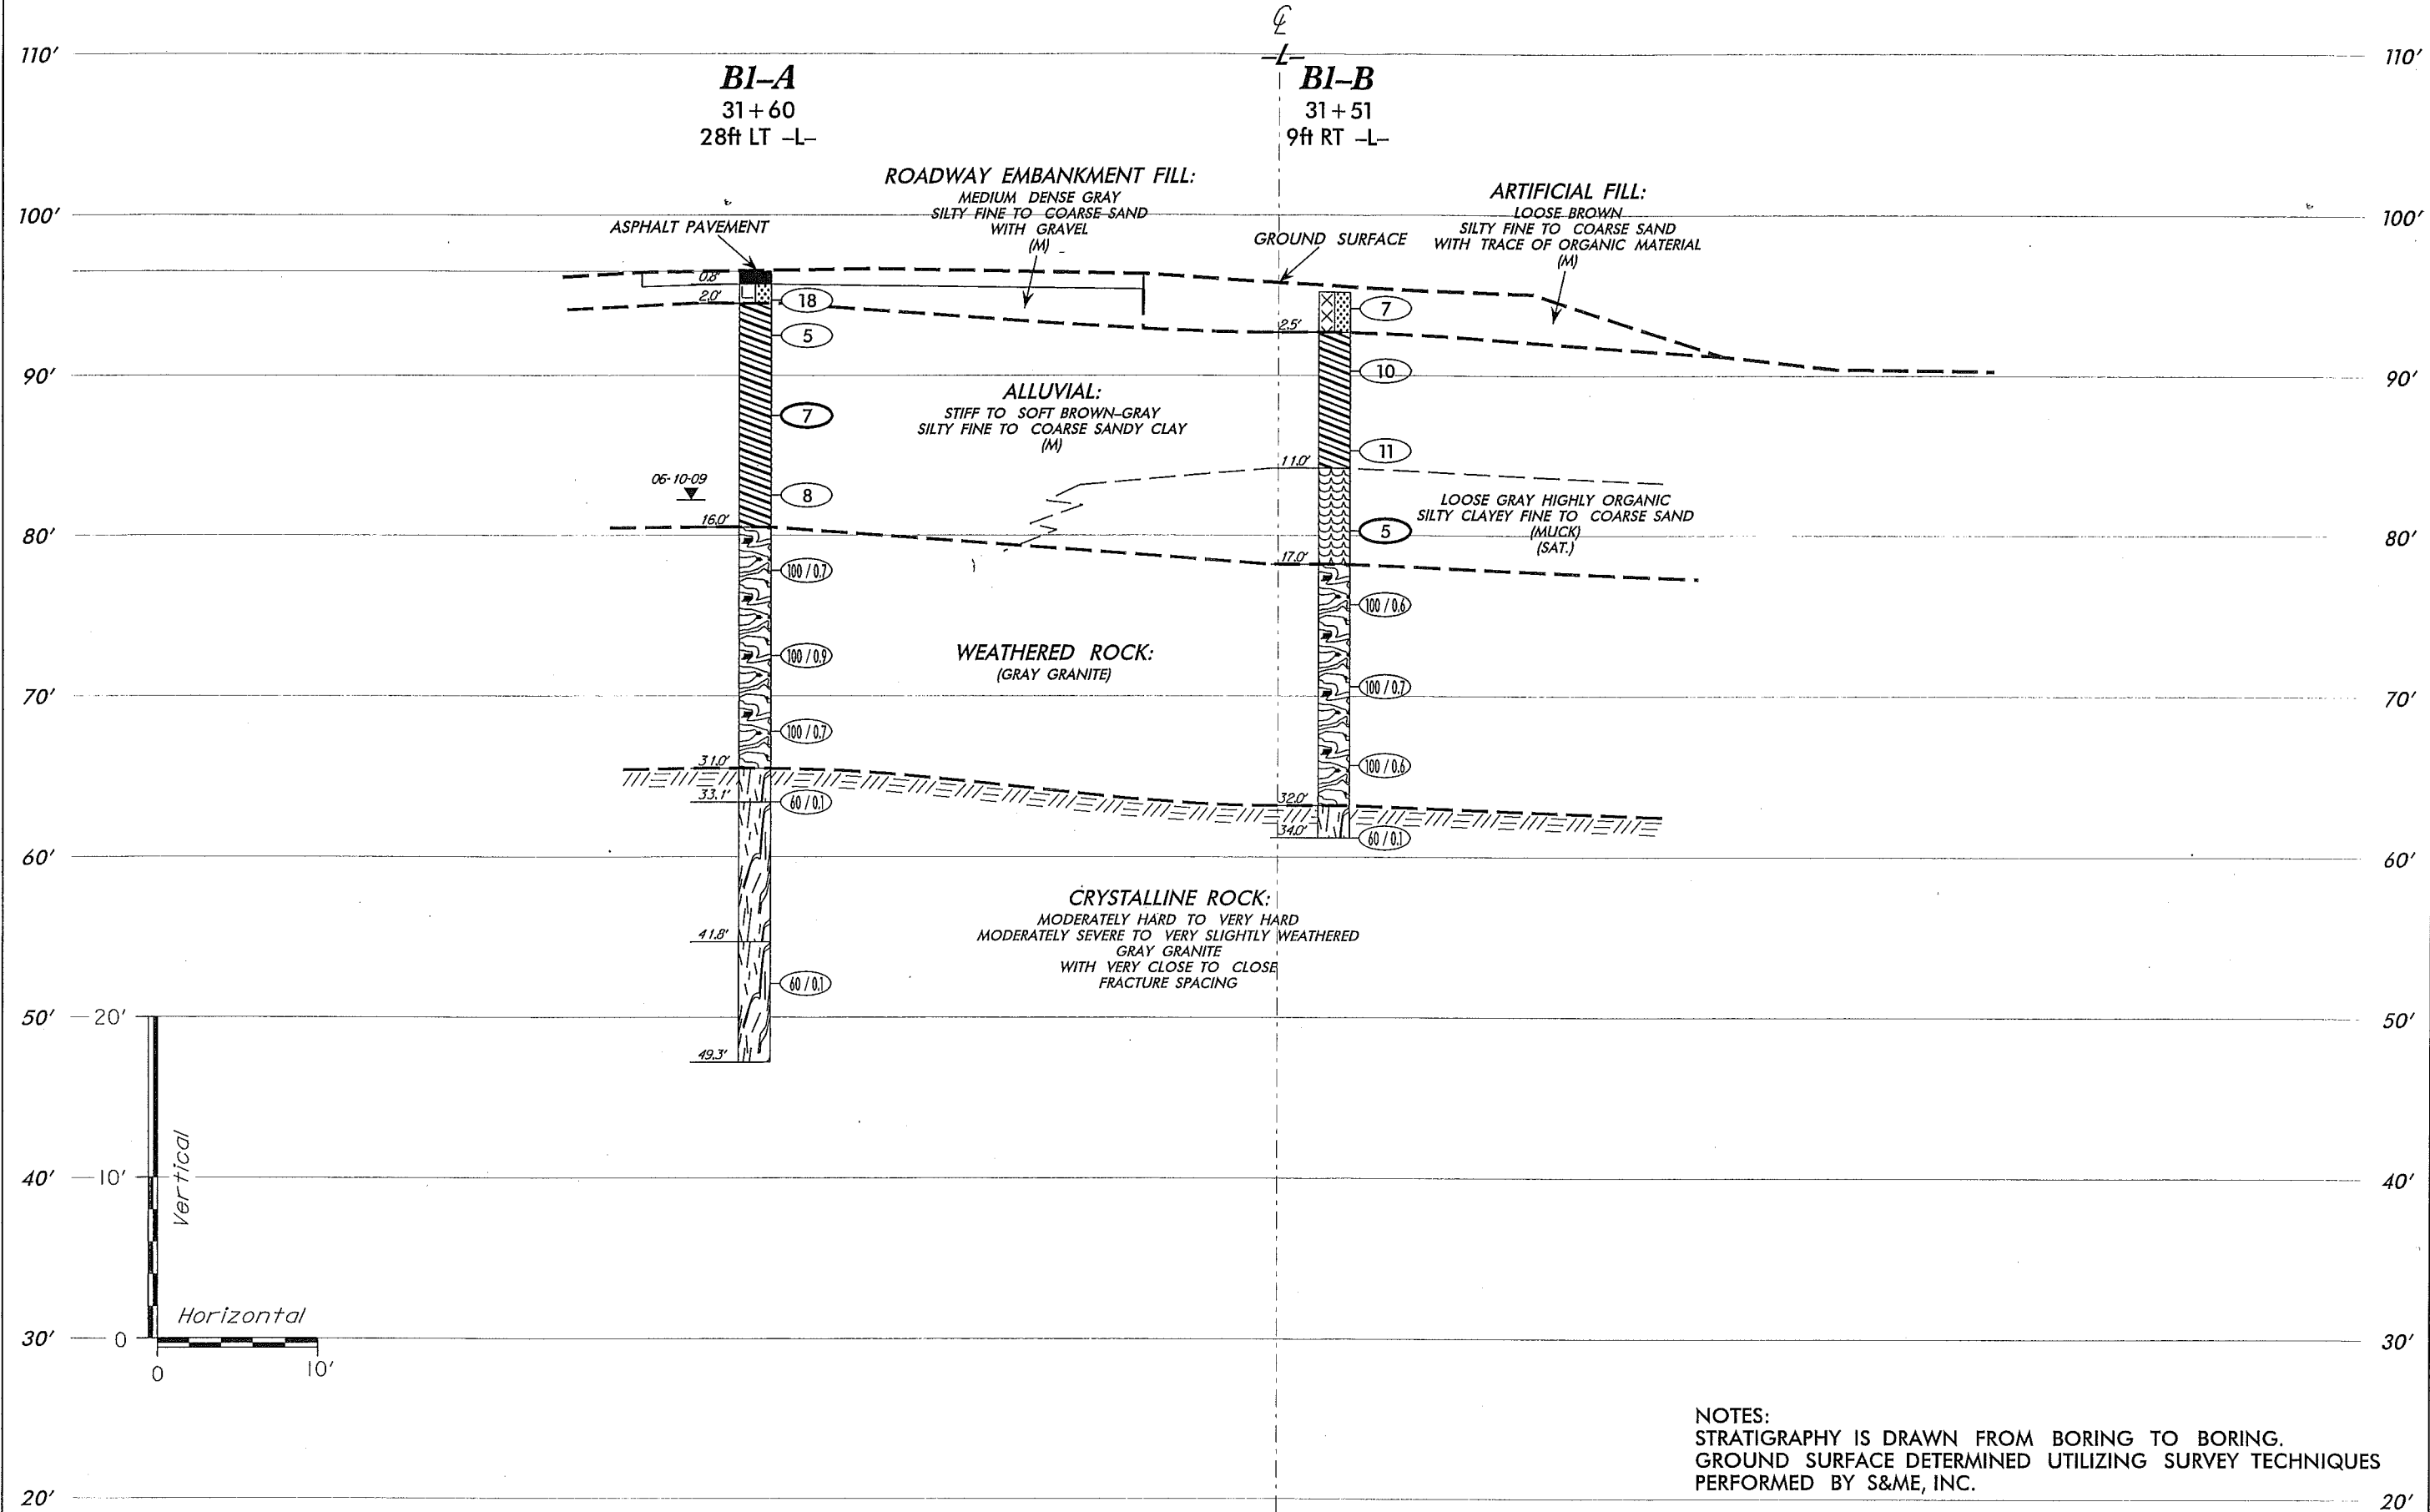 ℄
110' -L- 110'
B1-A B1-B
31+60 31+51
28ft LT -L- 9ft RT -L-
ROADWAY EMBANKMENT FILL:
MEDIUM DENSE GRAY
SILTY FINE TO COARSE SAND
WITH GRAVEL
(M)
ARTIFICIAL FILL:
LOOSE BROWN
SILTY FINE TO COARSE SAND
WITH TRACE OF ORGANIC MATERIAL
(M)
100' 100'
ASPHALT PAVEMENT
GROUND SURFACE
0.8'
2.0' 18
7
2.5'
5
90' 10 90'
ALLUVIAL:
STIFF TO SOFT BROWN-GRAY
SILTY FINE TO COARSE SANDY CLAY
(M)
7
11
11.0'
06-10-09
8
16.0'
LOOSE GRAY HIGHLY ORGANIC
SILTY CLAYEY FINE TO COARSE SAND
(MUCK)
(SAT.)
5
80' 80'
17.0'
100 / 0.7
100 / 0.6
WEATHERED ROCK:
(GRAY GRANITE)
100 / 0.9
100 / 0.7
70' 70'
100 / 0.7
100 / 0.6
31.0'
33.1' 60 / 0.1
32.0'
34.0' 60 / 0.1
60' 60'
CRYSTALLINE ROCK:
MODERATELY HARD TO VERY HARD
MODERATELY SEVERE TO VERY SLIGHTLY WEATHERED
GRAY GRANITE
WITH VERY CLOSE TO CLOSE
FRACTURE SPACING
41.8'
60 / 0.1
50' 20' 50'
49.3'
Vertical
40' 10' 40'
Horizontal
30' 0 30'
0 10'
NOTES:
STRATIGRAPHY IS DRAWN FROM BORING TO BORING.
GROUND SURFACE DETERMINED UTILIZING SURVEY TECHNIQUES
PERFORMED BY S&ME, INC.
20' 20'